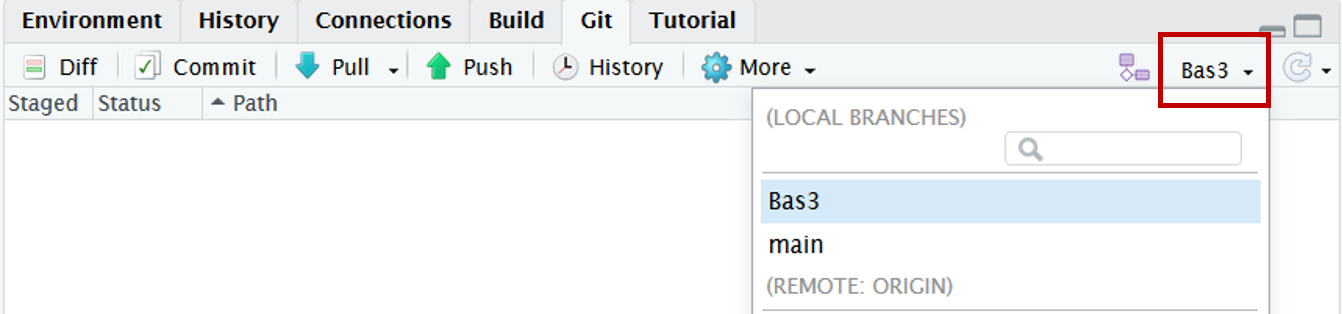 Environment History Connections Build Git Tutorial
Diff Commit Pull Push History More Bas3
Staged Status Path
(LOCAL BRANCHES)
Bas3
main
(REMOTE: ORIGIN)